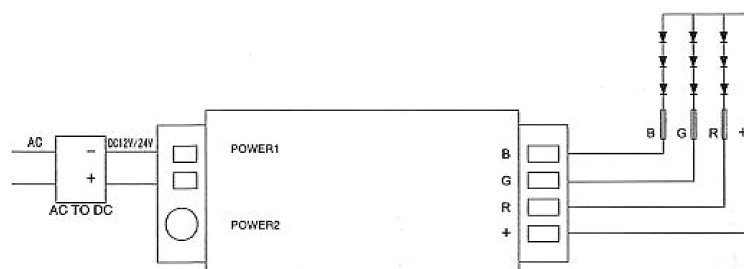 AC
DC12V/24V
−
+
AC TO DC
POWER1
POWER2
B
G
R
+
B
G
R
+